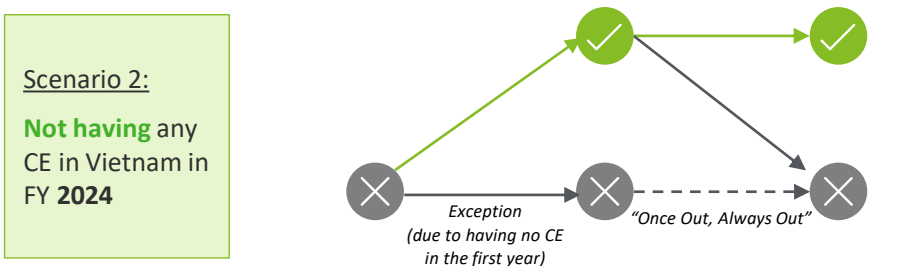 Scenario 2:
Not having any
CE in Vietnam in
FY 2024
Exception
(due to having no CE
in the first year)
“Once Out, Always Out”